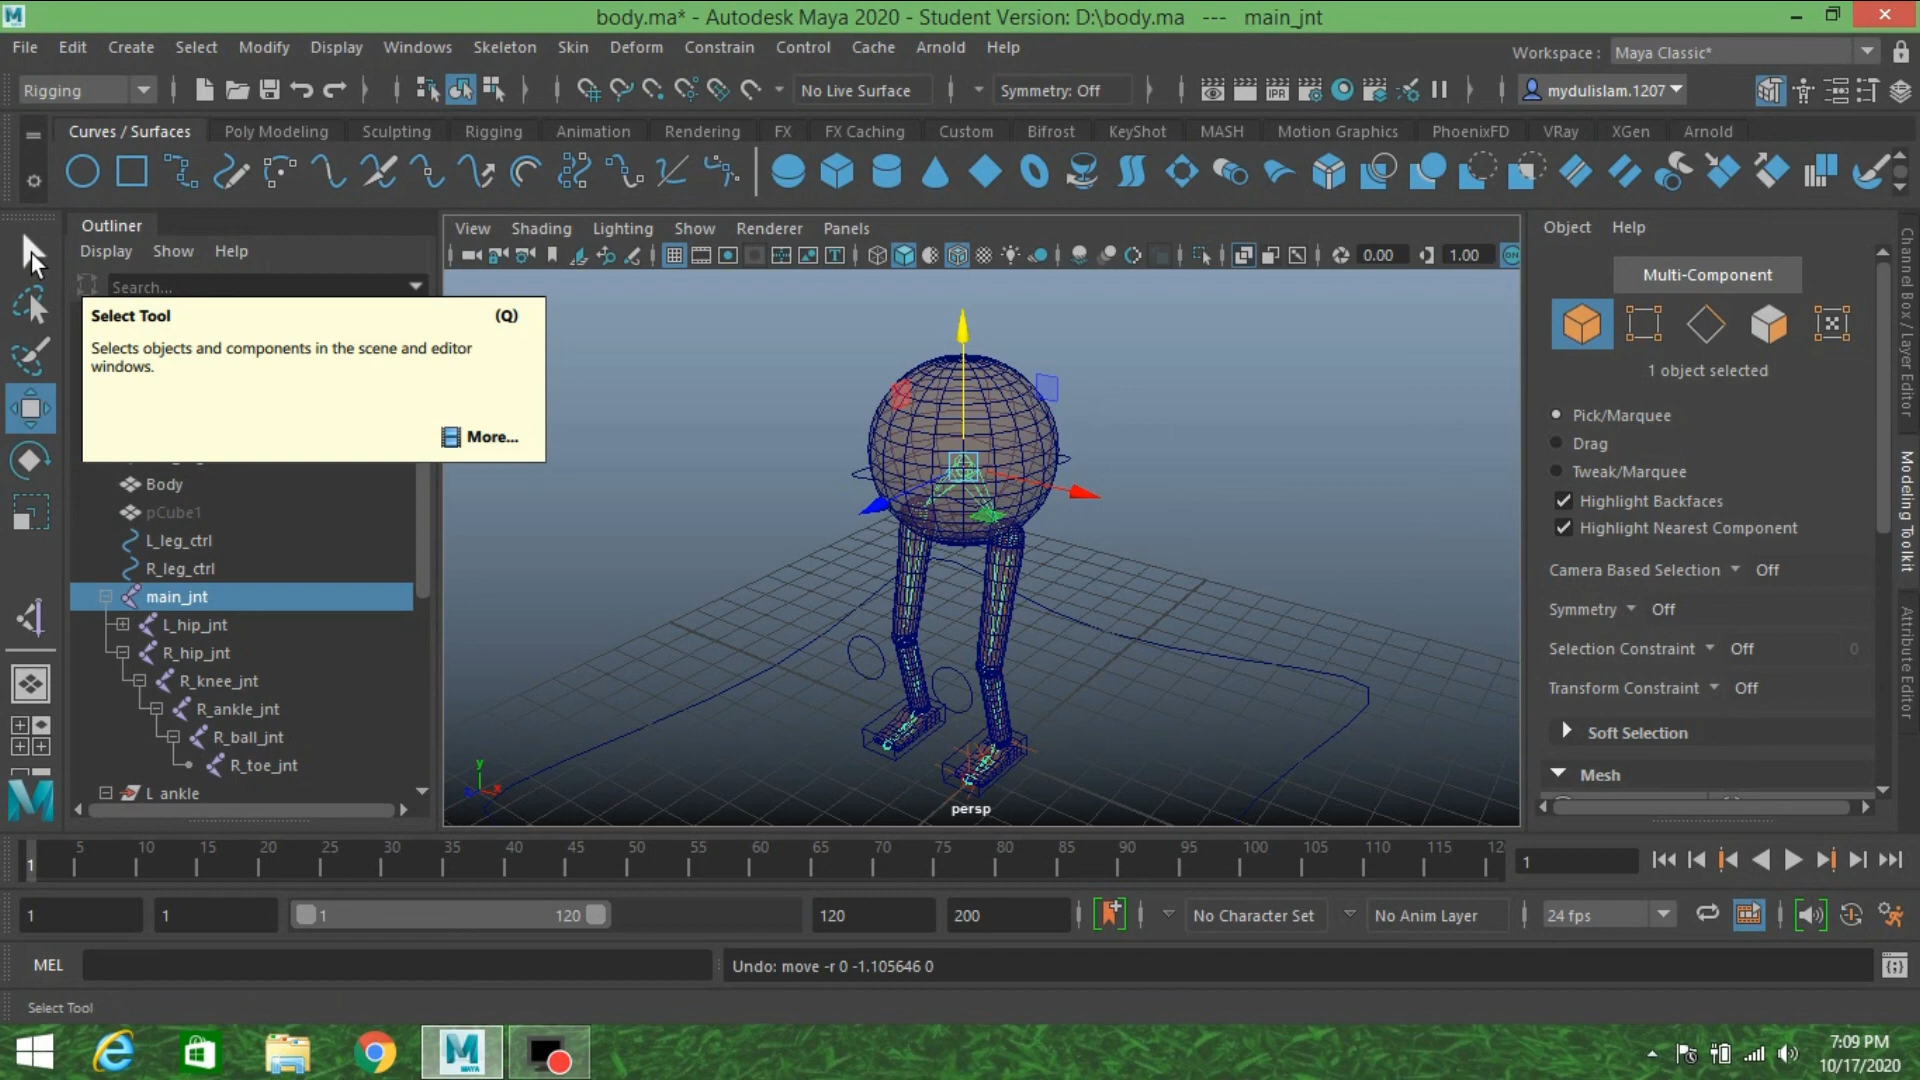 body.ma* - Autodesk Maya 2020 - Student Version: D:\body.ma --- main_jnt
File Edit Create Select Modify Display Windows Skeleton Skin Deform Constrain Control Cache Arnold Help
Workspace : Maya Classic*
Rigging No Live Surface Symmetry: Off IPR mydulislam.1207
Curves / Surfaces Poly Modeling Sculpting Rigging Animation Rendering FX FX Caching Custom Bifrost KeyShot MASH Motion Graphics PhoenixFD VRay XGen Arnold
Outliner
Display Show Help
Search...
Select Tool (Q)
Selects objects and components in the scene and editor
windows.
More...
Body
pCube1
L_leg_ctrl
R_leg_ctrl
main_jnt
L_hip_jnt
R_hip_jnt
R_knee_jnt
R_ankle_jnt
R_ball_jnt
R_toe_jnt
L ankle
View Shading Lighting Show Renderer Panels
0.00 1.00 ON
y
x
z
persp
Object Help
Multi-Component
1 object selected
Pick/Marquee
Drag
Tweak/Marquee
Highlight Backfaces
Highlight Nearest Component
Camera Based Selection Off
Symmetry Off
Selection Constraint Off 0
Transform Constraint Off
Soft Selection
Mesh
Channel Box / Layer Editor
Modeling Toolkit
Attribute Editor
1 5 10 15 20 25 30 35 40 45 50 55 60 65 70 75 80 85 90 95 100 105 110 115 12 1
1 1 1 120 120 200 No Character Set No Anim Layer 24 fps
MEL Undo: move -r 0 -1.105646 0
Select Tool
MAYA
7:09 PM
10/17/2020